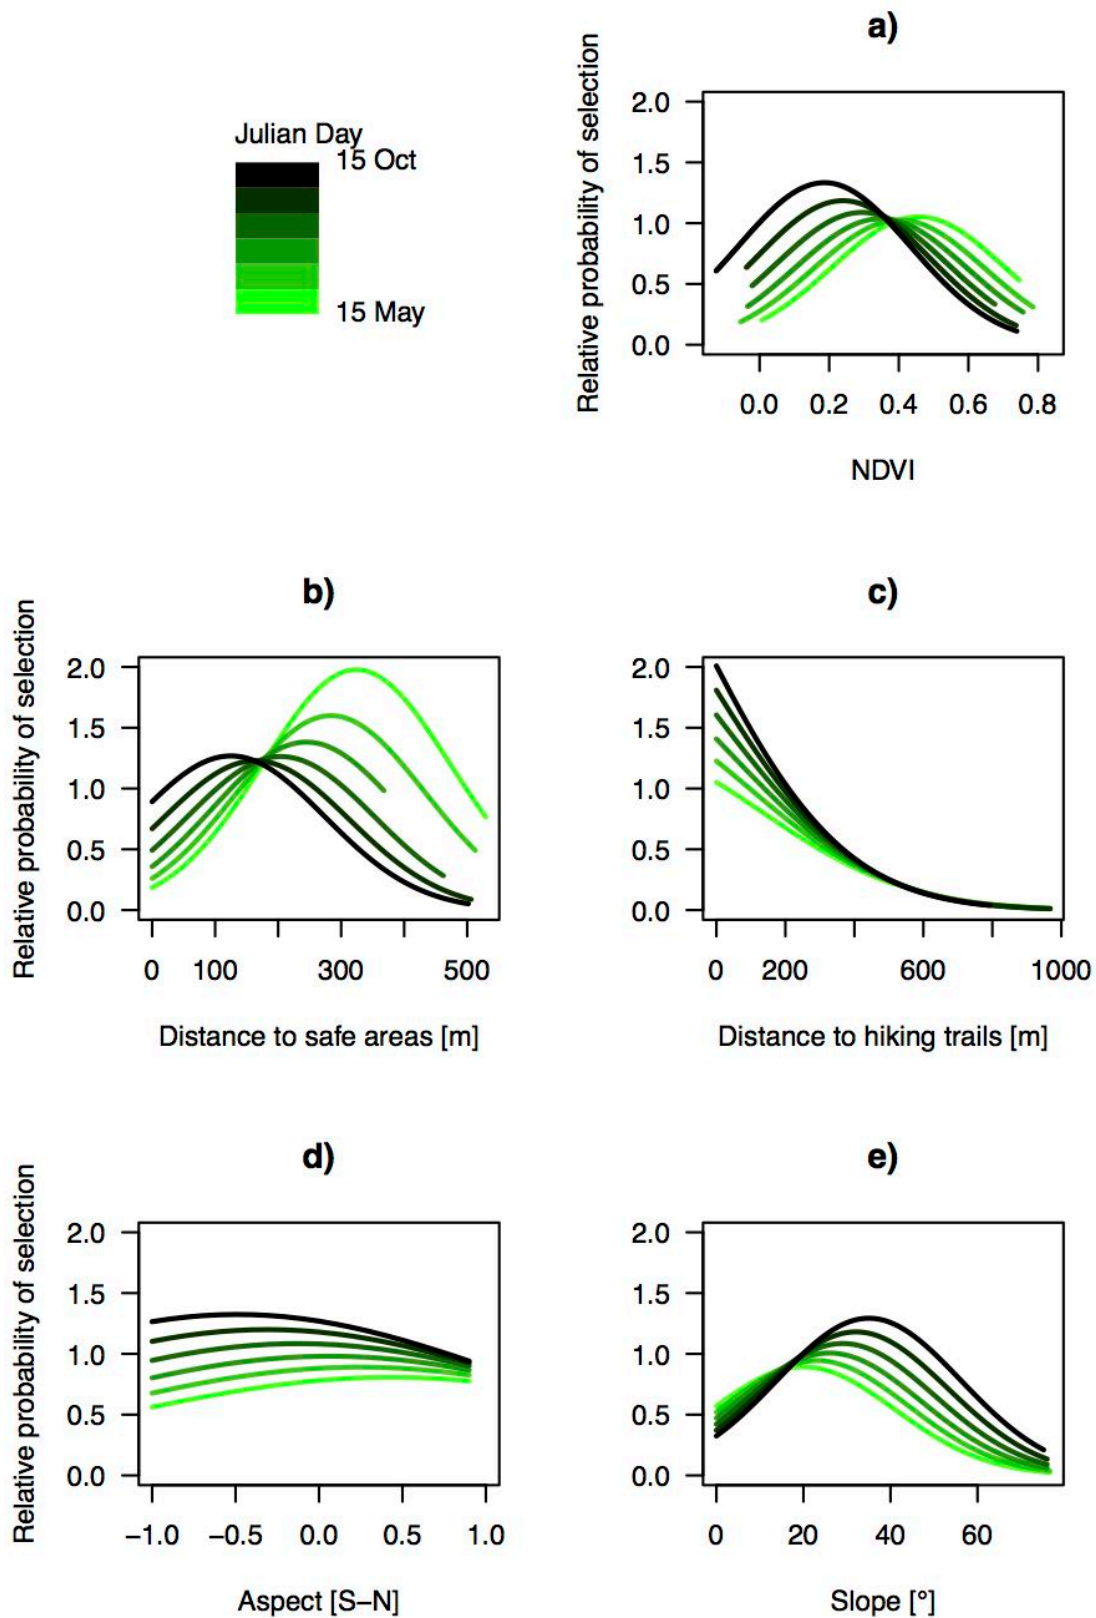 a)
Julian Day
15 Oct
15 May
Relative probability of selection
2.0
1.5
1.0
0.5
0.0
0.0 0.2 0.4 0.6 0.8
NDVI
b)
Relative probability of selection
2.0
1.5
1.0
0.5
0.0
0 100 300 500
Distance to safe areas [m]
c)
2.0
1.5
1.0
0.5
0.0
0 200 600 1000
Distance to hiking trails [m]
d)
Relative probability of selection
2.0
1.5
1.0
0.5
0.0
−1.0 −0.5 0.0 0.5 1.0
Aspect [S−N]
e)
2.0
1.5
1.0
0.5
0.0
0 20 40 60
Slope [°]